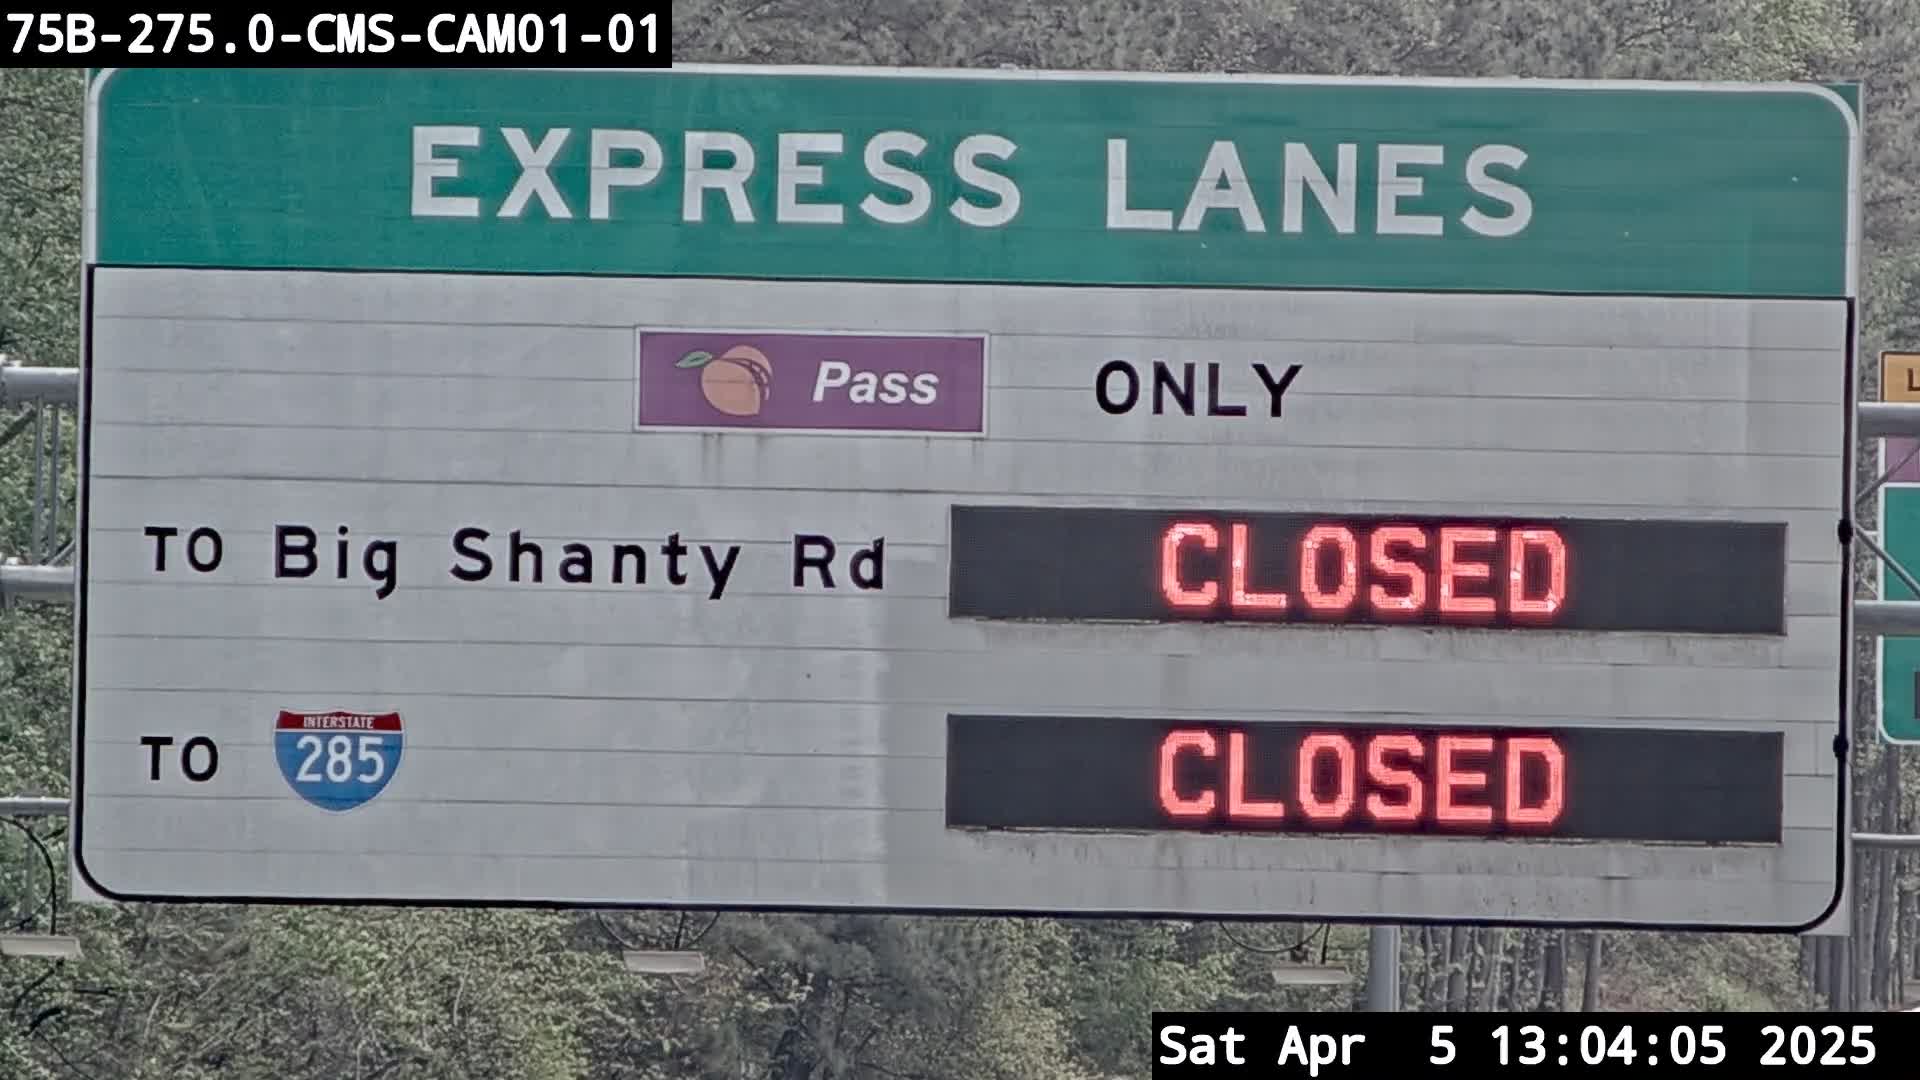 75B-275.0-CMS-CAM01-01
EXPRESS LANES
Pass ONLY
TO Big Shanty Rd CLOSED
TO INTERSTATE 285 CLOSED
Sat Apr 5 13:04:05 2025